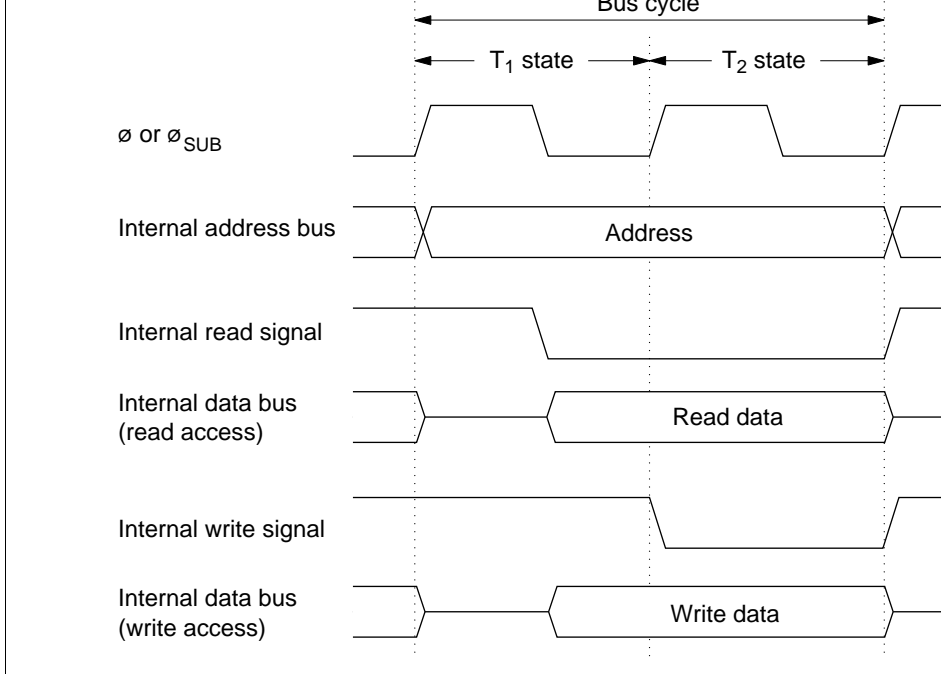 Bus cycle
T1 state
T2 state
ø or øSUB
Internal address bus
Address
Internal read signal
Internal data bus
(read access)
Read data
Internal write signal
Internal data bus
(write access)
Write data